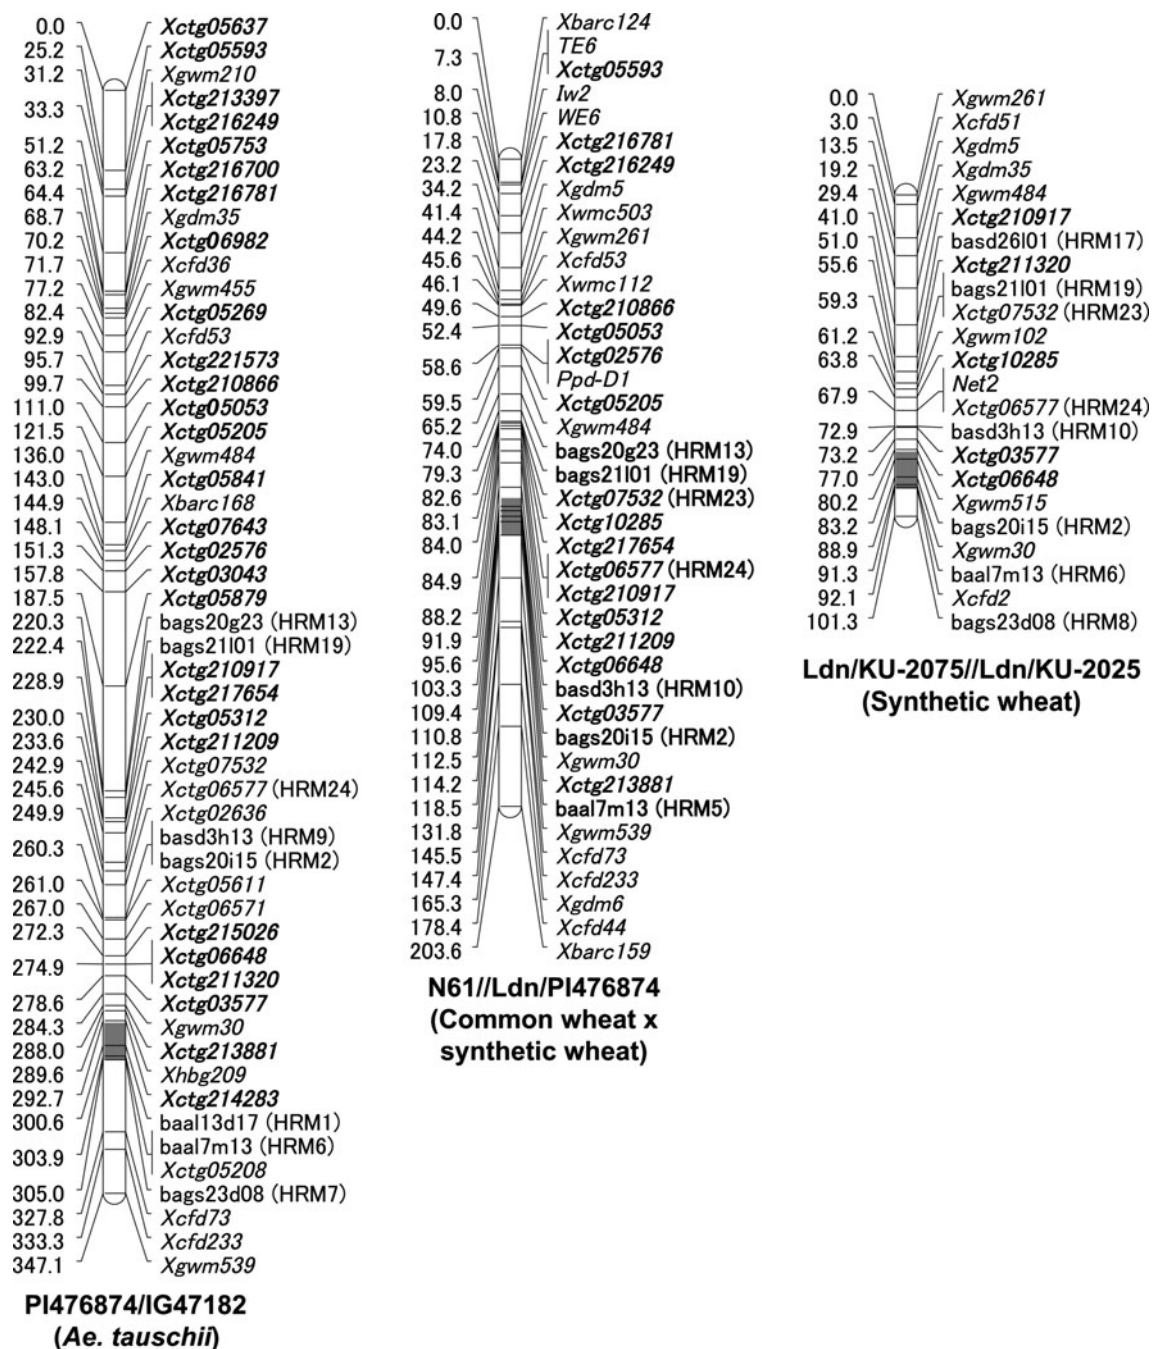 0.0 Xctg05637
25.2 Xctg05593
31.2 Xgwm210
33.3 Xctg213397
Xctg216249
51.2 Xctg05753
63.2 Xctg216700
64.4 Xctg216781
68.7 Xgdm35
70.2 Xctg06982
71.7 Xcfd36
77.2 Xgwm455
82.4 Xctg05269
92.9 Xcfd53
95.7 Xctg221573
99.7 Xctg210866
111.0 Xctg05053
121.5 Xctg05205
136.0 Xgwm484
143.0 Xctg05841
144.9 Xbarc168
148.1 Xctg07643
151.3 Xctg02576
157.8 Xctg03043
187.5 Xctg05879
220.3 bags20g23 (HRM13)
222.4 bags21l01 (HRM19)
228.9 Xctg210917
Xctg217654
230.0 Xctg05312
233.6 Xctg211209
242.9 Xctg07532
245.6 Xctg06577 (HRM24)
249.9 Xctg02636
260.3 basd3h13 (HRM9)
bags20i15 (HRM2)
261.0 Xctg05611
267.0 Xctg06571
272.3 Xctg215026
274.9 Xctg06648
Xctg211320
278.6 Xctg03577
284.3 Xgwm30
288.0 Xctg213881
289.6 Xhbg209
292.7 Xctg214283
300.6 baal13d17 (HRM1)
303.9 baal7m13 (HRM6)
Xctg05208
305.0 bags23d08 (HRM7)
327.8 Xcfd73
333.3 Xcfd233
347.1 Xgwm539
PI476874/IG47182
(Ae. tauschii)
0.0 Xbarc124
7.3 TE6
Xctg05593
8.0 Iw2
10.8 WE6
17.8 Xctg216781
23.2 Xctg216249
34.2 Xgdm5
41.4 Xwmc503
44.2 Xgwm261
45.6 Xcfd53
46.1 Xwmc112
49.6 Xctg210866
52.4 Xctg05053
58.6 Xctg02576
Ppd-D1
59.5 Xctg05205
65.2 Xgwm484
74.0 bags20g23 (HRM13)
79.3 bags21l01 (HRM19)
82.6 Xctg07532 (HRM23)
83.1 Xctg10285
84.0 Xctg217654
84.9 Xctg06577 (HRM24)
Xctg210917
88.2 Xctg05312
91.9 Xctg211209
95.6 Xctg06648
103.3 basd3h13 (HRM10)
109.4 Xctg03577
110.8 bags20i15 (HRM2)
112.5 Xgwm30
114.2 Xctg213881
118.5 baal7m13 (HRM5)
131.8 Xgwm539
145.5 Xcfd73
147.4 Xcfd233
165.3 Xgdm6
178.4 Xcfd44
203.6 Xbarc159
N61//Ldn/PI476874
(Common wheat x
synthetic wheat)
0.0 Xgwm261
3.0 Xcfd51
13.5 Xgdm5
19.2 Xgdm35
29.4 Xgwm484
41.0 Xctg210917
51.0 basd26l01 (HRM17)
55.6 Xctg211320
59.3 bags21l01 (HRM19)
Xctg07532 (HRM23)
61.2 Xgwm102
63.8 Xctg10285
67.9 Net2
Xctg06577 (HRM24)
72.9 basd3h13 (HRM10)
73.2 Xctg03577
77.0 Xctg06648
80.2 Xgwm515
83.2 bags20i15 (HRM2)
88.9 Xgwm30
91.3 baal7m13 (HRM6)
92.1 Xcfd2
101.3 bags23d08 (HRM8)
Ldn/KU-2075//Ldn/KU-2025
(Synthetic wheat)